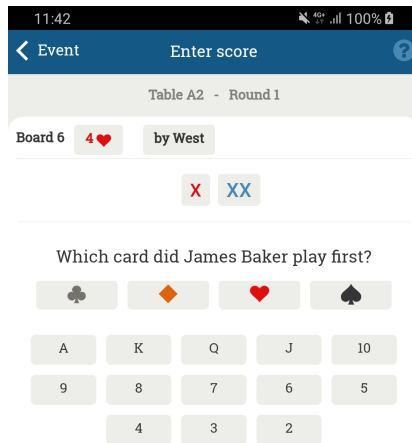 11:42 4G+ 100%
Event Enter score ?
Table A2 - Round 1
Board 6 4♥ by West
X XX
Which card did James Baker play first?
♣ ♦ ♥ ♠
A K Q J 10
9 8 7 6 5
4 3 2